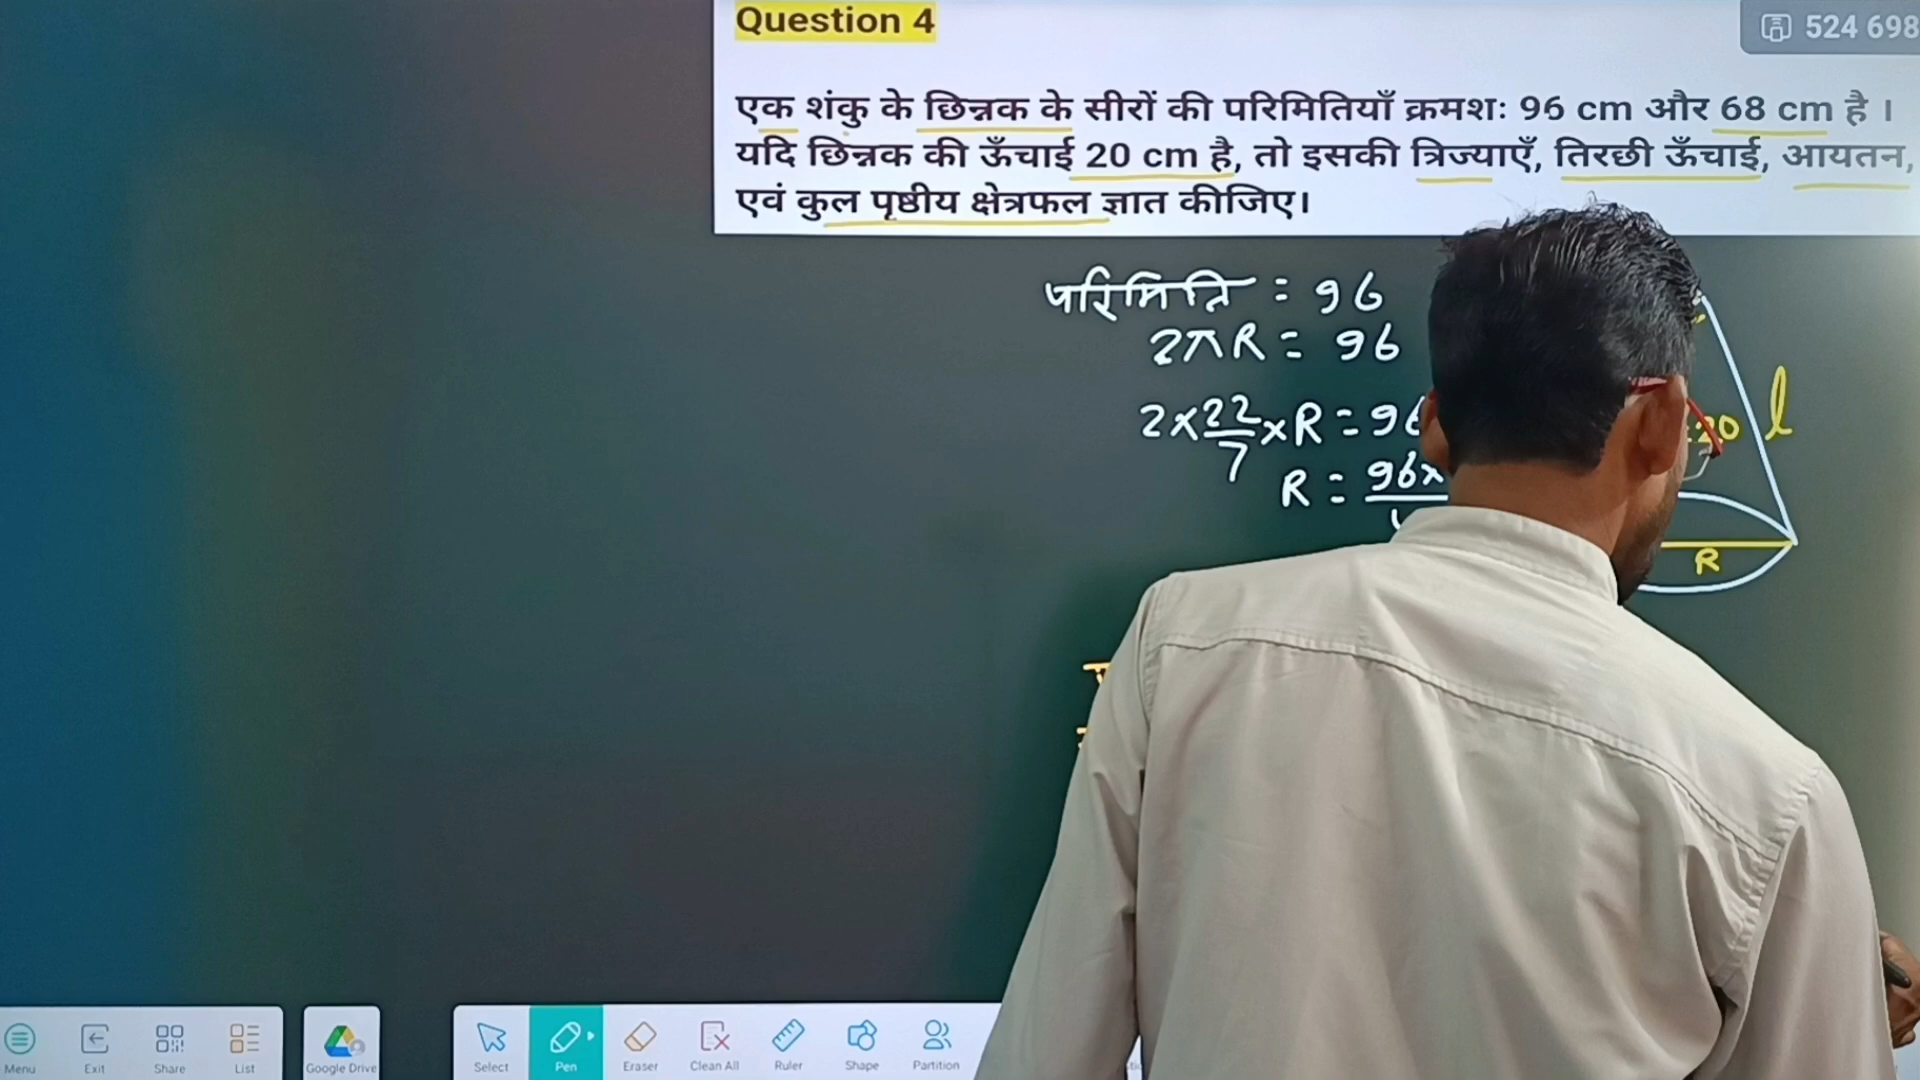 Question 4
524 698
एक शंकु के छिन्नक के सीरों की परिमितियाँ क्रमशः 96 cm और 68 cm है ।
यदि छिन्नक की ऊँचाई 20 cm है, तो इसकी त्रिज्याएँ, तिरछी ऊँचाई, आयतन,
एवं कुल पृष्ठीय क्षेत्रफल ज्ञात कीजिए।
परिमिति = 96
2πR = 96
2×22/7×R = 96
R = 96×
20 l
R
Menu Exit Share List Google Drive Select Pen Eraser Clean All Ruler Shape Partition